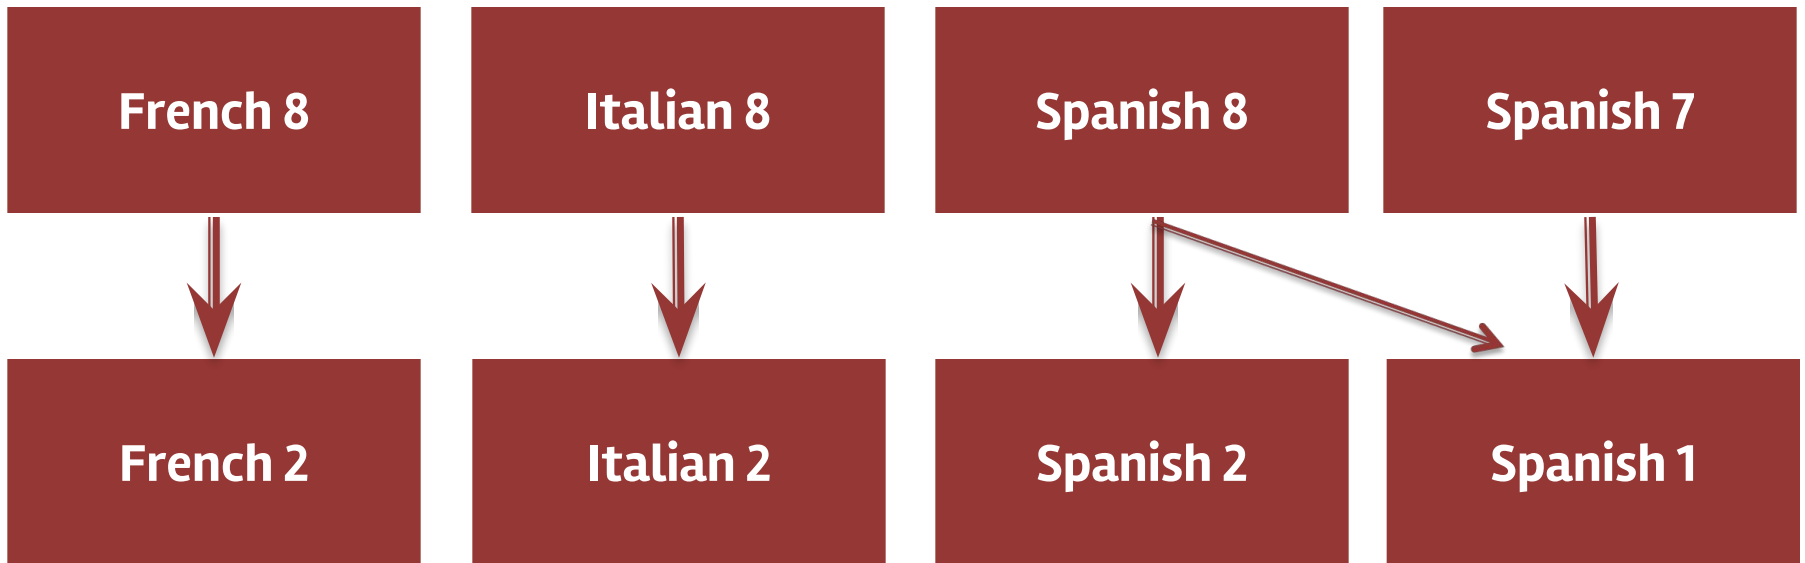 French 8
Italian 8
Spanish 8
Spanish 7
French 2
Italian 2
Spanish 2
Spanish 1